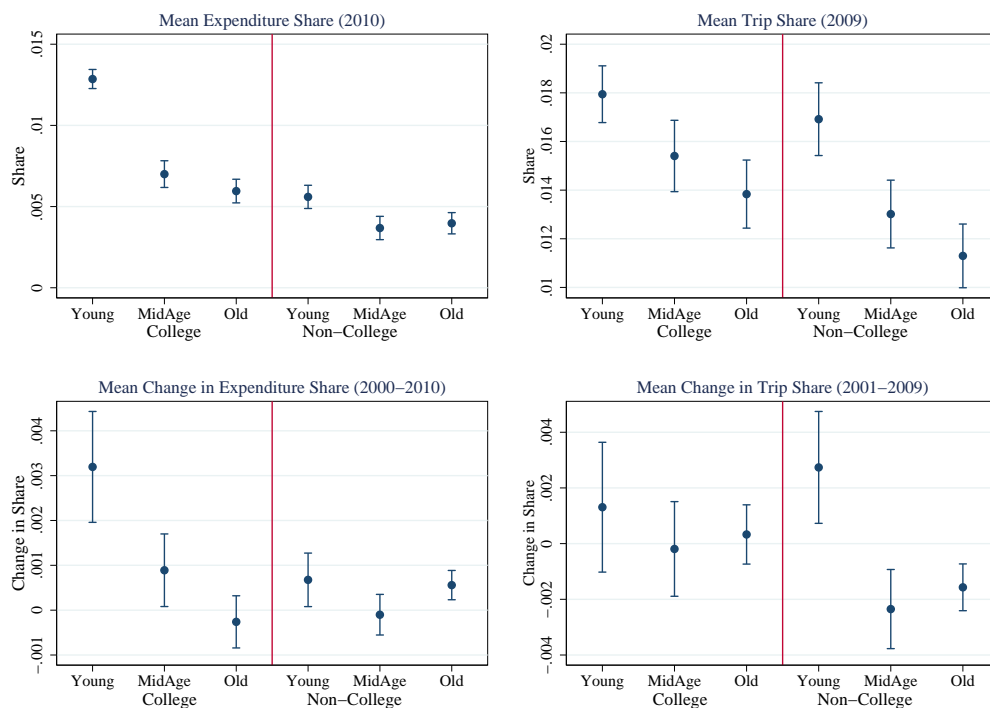 Mean Expenditure Share (2010)
Share
.015
.01
.005
0
Young MidAge Old Young MidAge Old
College Non−College
Mean Trip Share (2009)
Share
.02
.018
.016
.014
.012
.01
Young MidAge Old Young MidAge Old
College Non−College
Mean Change in Expenditure Share (2000−2010)
Change in Share
.004
.003
.002
.001
0
−.001
Young MidAge Old Young MidAge Old
College Non−College
Mean Change in Trip Share (2001−2009)
Change in Share
.004
.002
0
−.002
−.004
Young MidAge Old Young MidAge Old
College Non−College